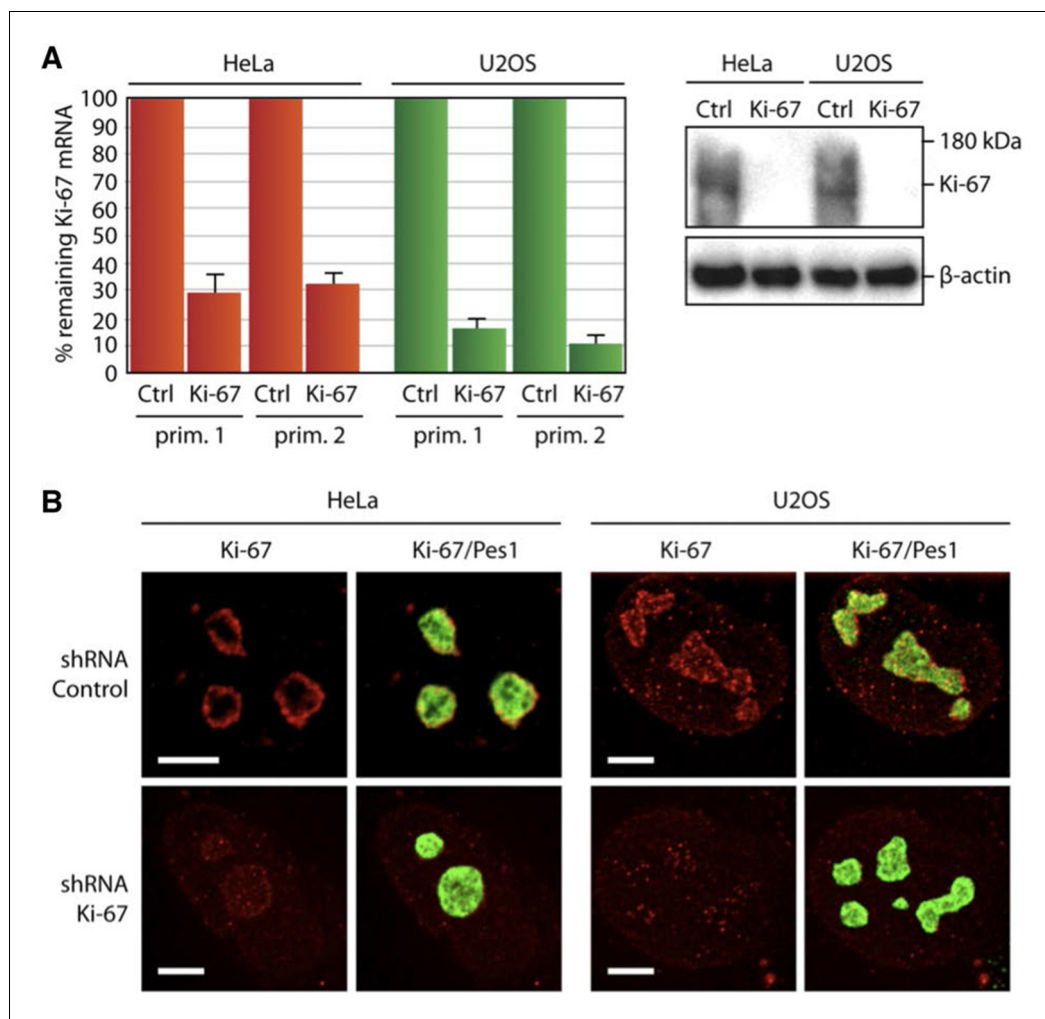 A
HeLa
U2OS
% remaining Ki-67 mRNA
100
90
80
70
60
50
40
30
20
10
0
Ctrl Ki-67 Ctrl Ki-67 Ctrl Ki-67 Ctrl Ki-67
prim. 1 prim. 2 prim. 1 prim. 2
HeLa U2OS
Ctrl Ki-67 Ctrl Ki-67
180 kDa
Ki-67
β-actin
B
HeLa U2OS
Ki-67 Ki-67/Pes1 Ki-67 Ki-67/Pes1
shRNA
Control
shRNA
Ki-67